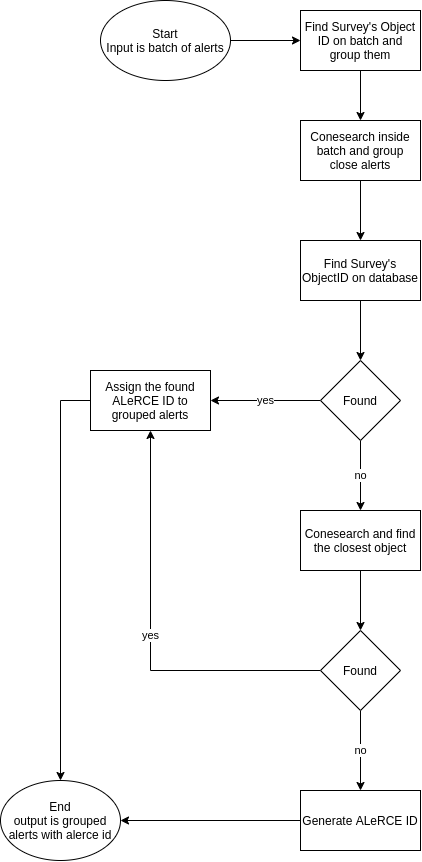 Start
Input is batch of alerts
Find Survey's Object
ID on batch and
group them
Conesearch inside
batch and group
close alerts
Find Survey's
ObjectID on database
Found
yes
Assign the found
ALeRCE ID to
grouped alerts
no
Conesearch and find
the closest object
Found
yes
no
Generate ALeRCE ID
End
output is grouped
alerts with alerce id